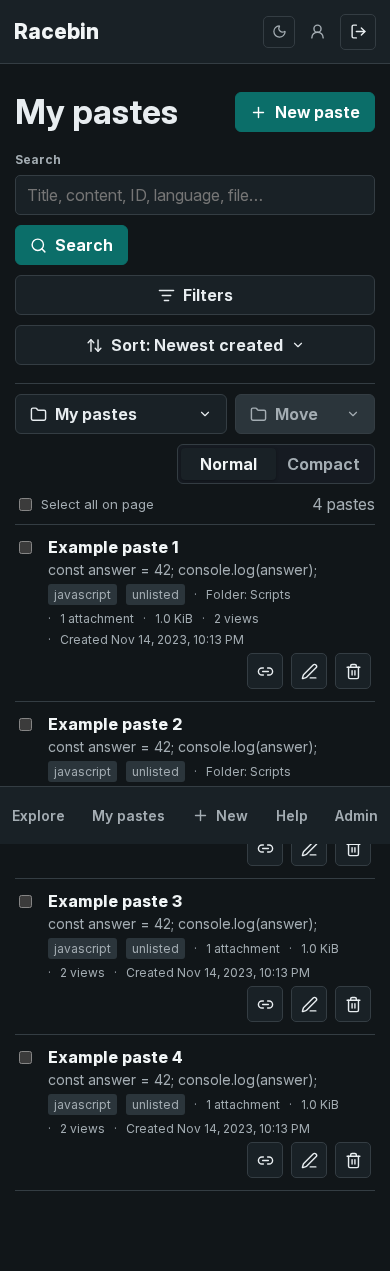 Racebin
My pastes
New paste
Search
Title, content, ID, language, file...
Search
Filters
Sort: Newest created
My pastes
Move
Normal
Compact
Select all on page
4 pastes
Example paste 1
const answer = 42; console.log(answer);
javascript unlisted · Folder: Scripts
· 1 attachment · 1.0 KiB · 2 views
· Created Nov 14, 2023, 10:13 PM
Example paste 2
const answer = 42; console.log(answer);
javascript unlisted · Folder: Scripts
Explore
My pastes
New
Help
Admin
Example paste 3
const answer = 42; console.log(answer);
javascript unlisted · 1 attachment · 1.0 KiB
· 2 views · Created Nov 14, 2023, 10:13 PM
Example paste 4
const answer = 42; console.log(answer);
javascript unlisted · 1 attachment · 1.0 KiB
· 2 views · Created Nov 14, 2023, 10:13 PM